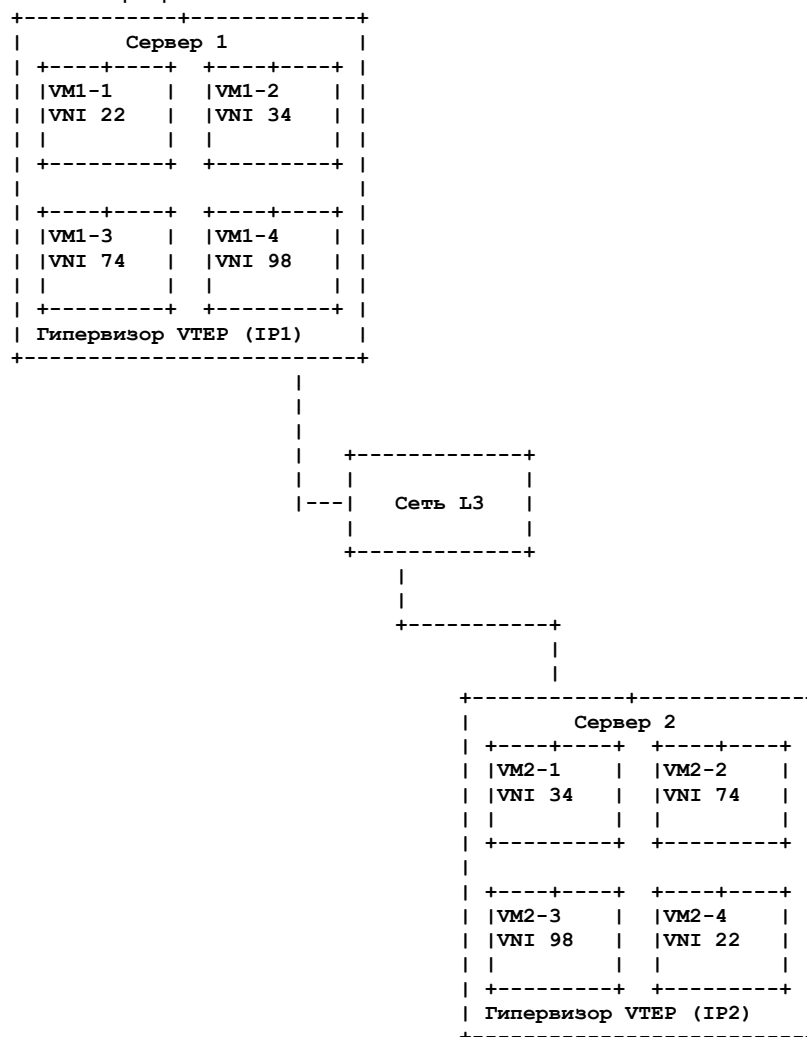 Сервер 1
VM1-1 VM1-2
VNI 22 VNI 34
VM1-3 VM1-4
VNI 74 VNI 98
Гипервизор VTEP (IP1)
Сеть L3
Сервер 2
VM2-1 VM2-2
VNI 34 VNI 74
VM2-3 VM2-4
VNI 98 VNI 22
Гипервизор VTEP (IP2)